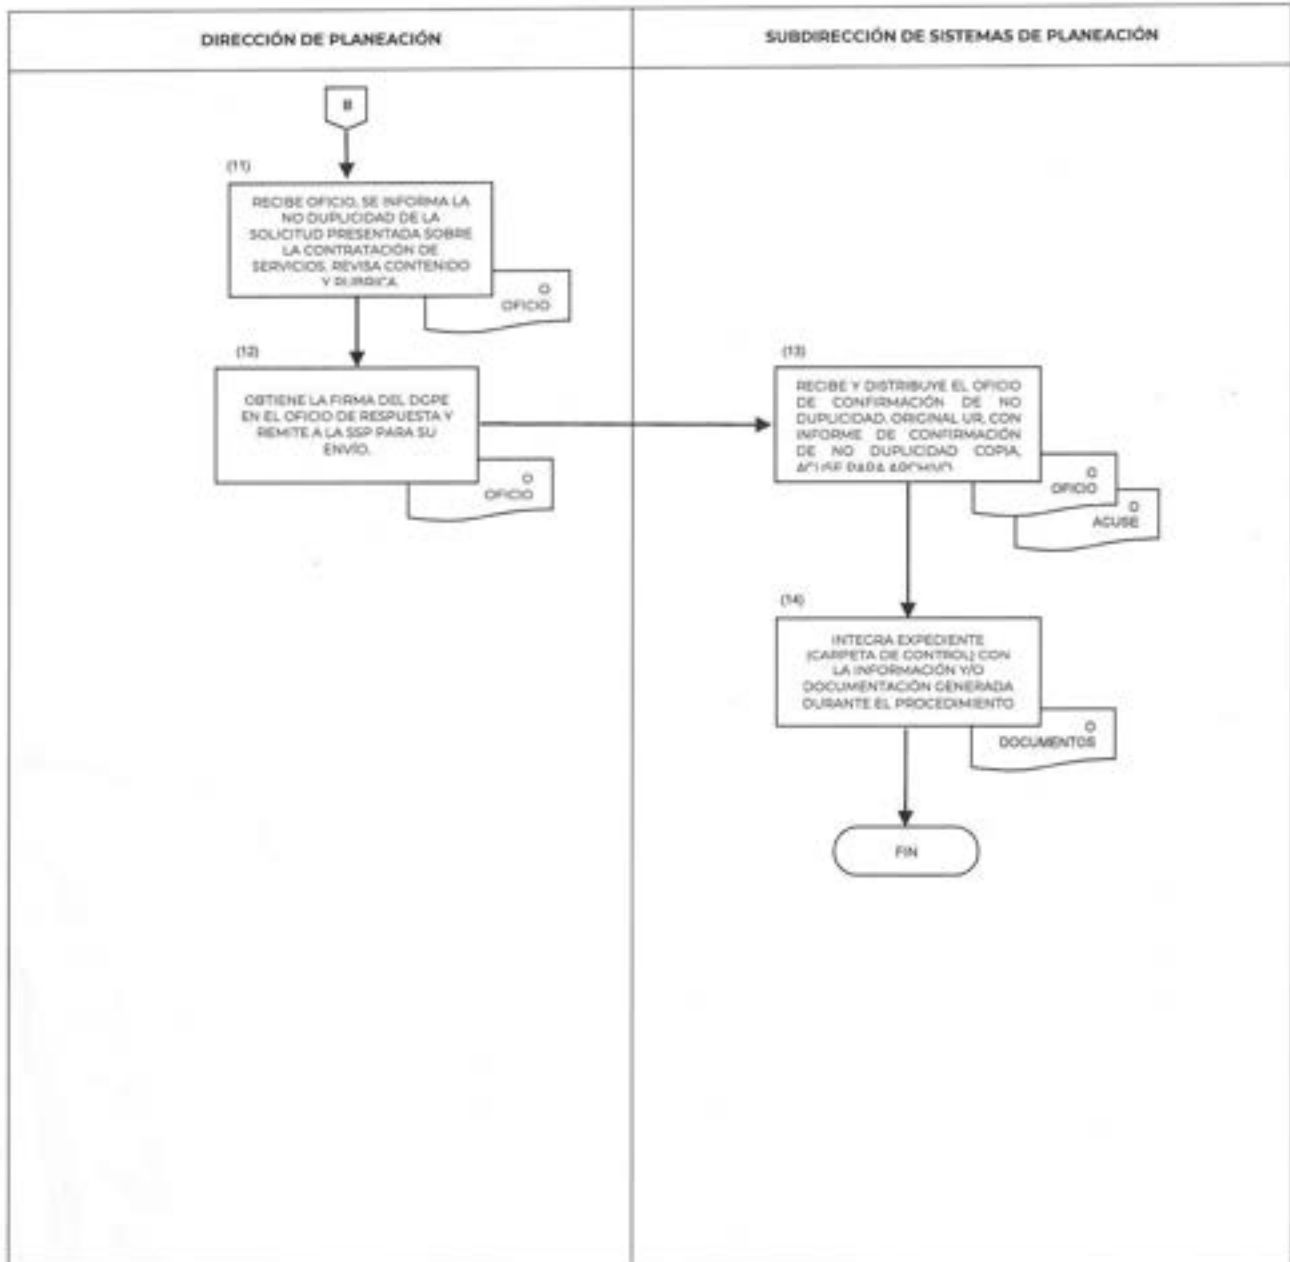 DIRECCIÓN DE PLANEACIÓN
SUBDIRECCIÓN DE SISTEMAS DE PLANEACIÓN
(11)
RECIBE OFICIO, SE INFORMA LA
NO DUPLICIDAD DE LA
SOLICITUD PRESENTADA SOBRE
LA CONTRATACIÓN DE
SERVICIOS. REVISA CONTENIDO
Y RUBRICA.
O
OFICIO
(12)
OBTIENE LA FIRMA DEL DGPE
EN EL OFICIO DE RESPUESTA Y
REMITE A LA SSP PARA SU
ENVÍO.
O
OFICIO
(13)
RECIBE Y DISTRIBUYE EL OFICIO
DE CONFIRMACIÓN DE NO
DUPLICIDAD. ORIGINAL UR, CON
INFORME DE CONFIRMACIÓN
DE NO DUPLICIDAD COPIA,
ACUSE PARA ARCHIVO
O
OFICIO
O
ACUSE
(14)
INTEGRA EXPEDIENTE
(CARPETA DE CONTROL) CON
LA INFORMACIÓN Y/O
DOCUMENTACIÓN GENERADA
DURANTE EL PROCEDIMIENTO
O
DOCUMENTOS
FIN